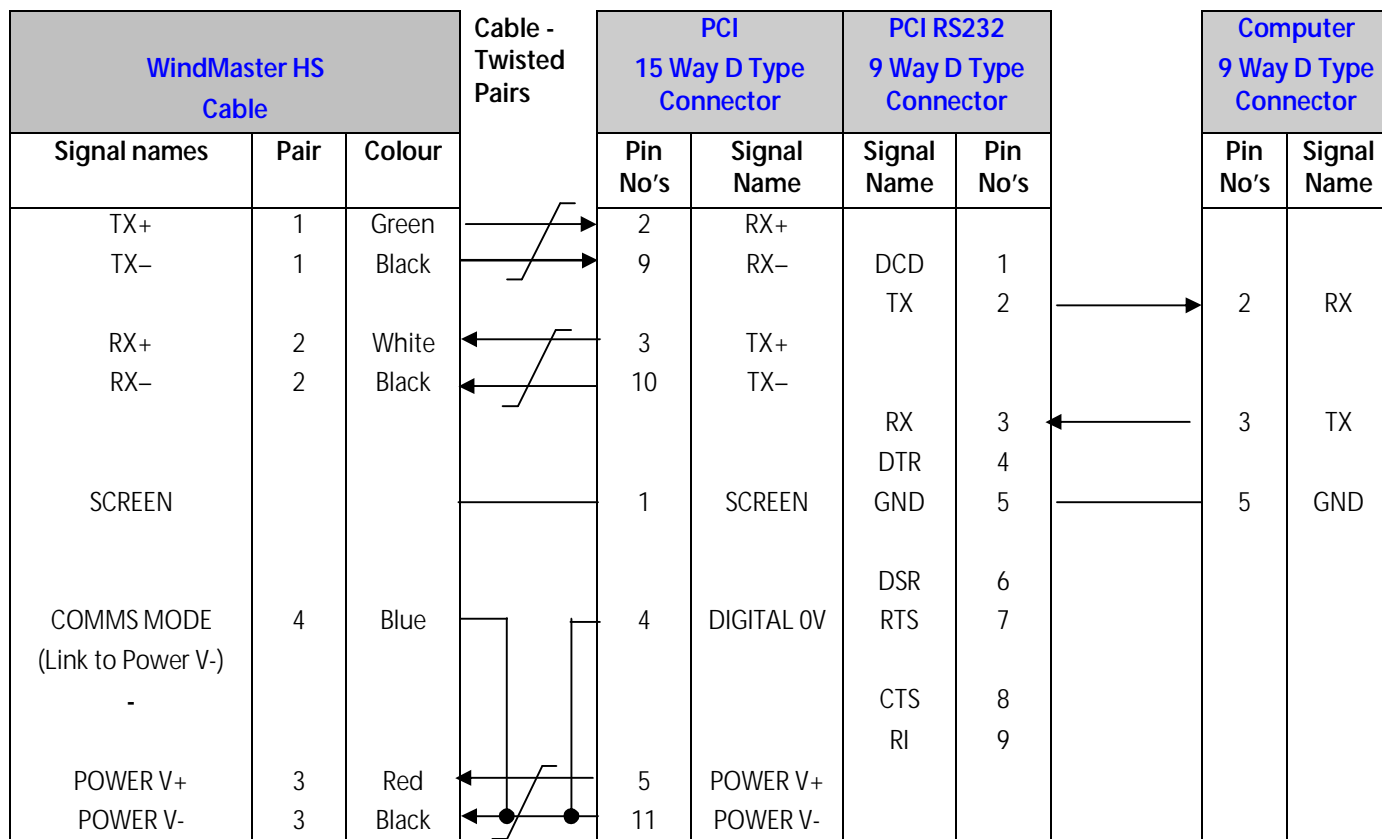 WindMaster HS
Cable
Cable -
Twisted
Pairs
PCI
15 Way D Type
Connector
PCI RS232
9 Way D Type
Connector
Computer
9 Way D Type
Connector
Signal names Pair Colour Pin No's Signal Name Signal Name Pin No's Pin No's Signal Name
TX+ 1 Green 2 RX+
TX– 1 Black 9 RX– DCD 1
TX 2 2 RX
RX+ 2 White 3 TX+
RX– 2 Black 10 TX–
RX 3 3 TX
DTR 4
SCREEN 1 SCREEN GND 5 5 GND
DSR 6
COMMS MODE 4 Blue 4 DIGITAL 0V RTS 7
(Link to Power V-)
- CTS 8
RI 9
POWER V+ 3 Red 5 POWER V+
POWER V- 3 Black 11 POWER V-